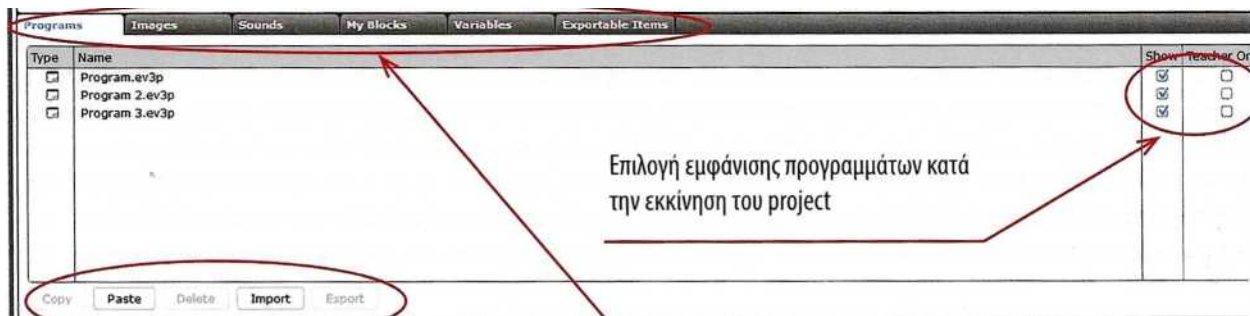 Programs Images Sounds My Blocks Variables Exportable Items
Type Name Show Teacher
Program.ev3p
Program 2.ev3p
Program 3.ev3p
Επιλογή εμφάνισης προγραμμάτων κατά
την εκκίνηση του project
Copy Paste Delete Import Export